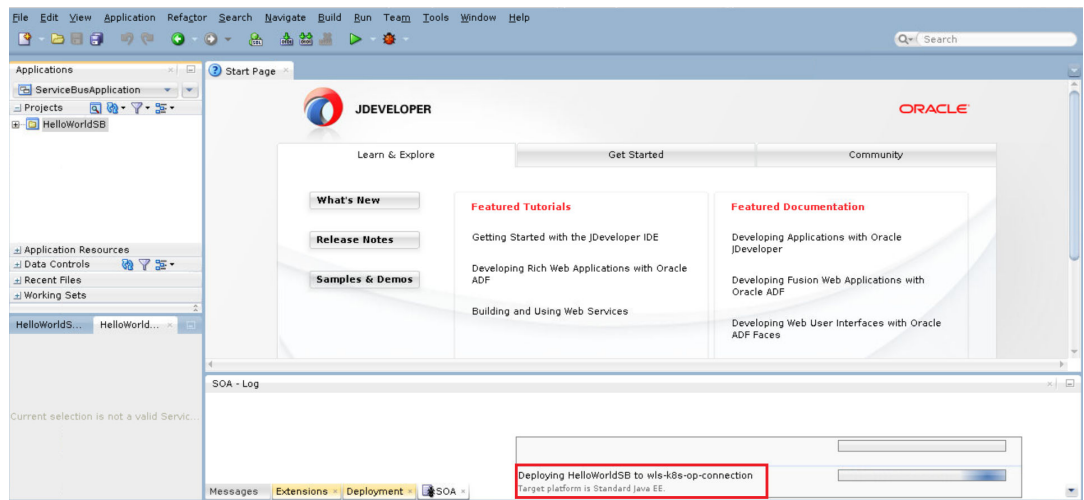 File Edit View Application Refactor Search Navigate Build Run Team Tools Window Help
Search
Applications
ServiceBusApplication
Projects
HelloWorldSB
Application Resources
Data Controls
Recent Files
Working Sets
HelloWorldS... HelloWorld...
Current selection is not a valid Servic...
Start Page
JDEVELOPER
ORACLE
Learn & Explore Get Started Community
What's New
Release Notes
Samples & Demos
Featured Tutorials
Getting Started with the JDeveloper IDE
Developing Rich Web Applications with Oracle
ADF
Building and Using Web Services
Featured Documentation
Developing Applications with Oracle
JDeveloper
Developing Fusion Web Applications with
Oracle ADF
Developing Web User Interfaces with Oracle
ADF Faces
SOA - Log
Deploying HelloWorldSB to wls-k8s-op-connection
Target platform is Standard Java EE.
Messages Extensions Deployment SOA